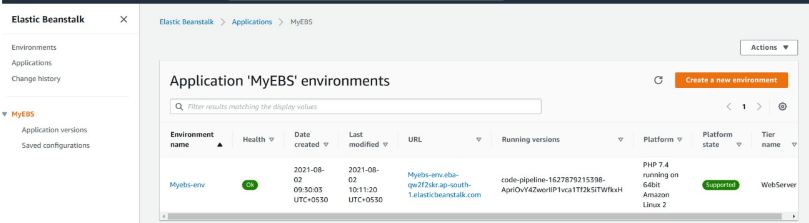 Elastic Beanstalk
Elastic Beanstalk > Applications > MyEBS
Environments
Applications
Change history
MyEBS
Application versions
Saved configurations
Actions
Application 'MyEBS' environments
Create a new environment
Filter results matching the display values
< 1 >
Environment name
Health
Date created
Last modified
URL
Running versions
Platform
Platform state
Tier name
Myebs-env
Ok
2021-08-
02
09:30:03
UTC+0530
2021-08-
02
10:11:20
UTC+0530
Myebs-env.eba-
qw2f2skr.ap-south-
1.elasticbeanstalk.com
code-pipeline-1627879215398-
PHP 7.4
running on
64bit
Amazon
Linux 2
Supported
WebServer